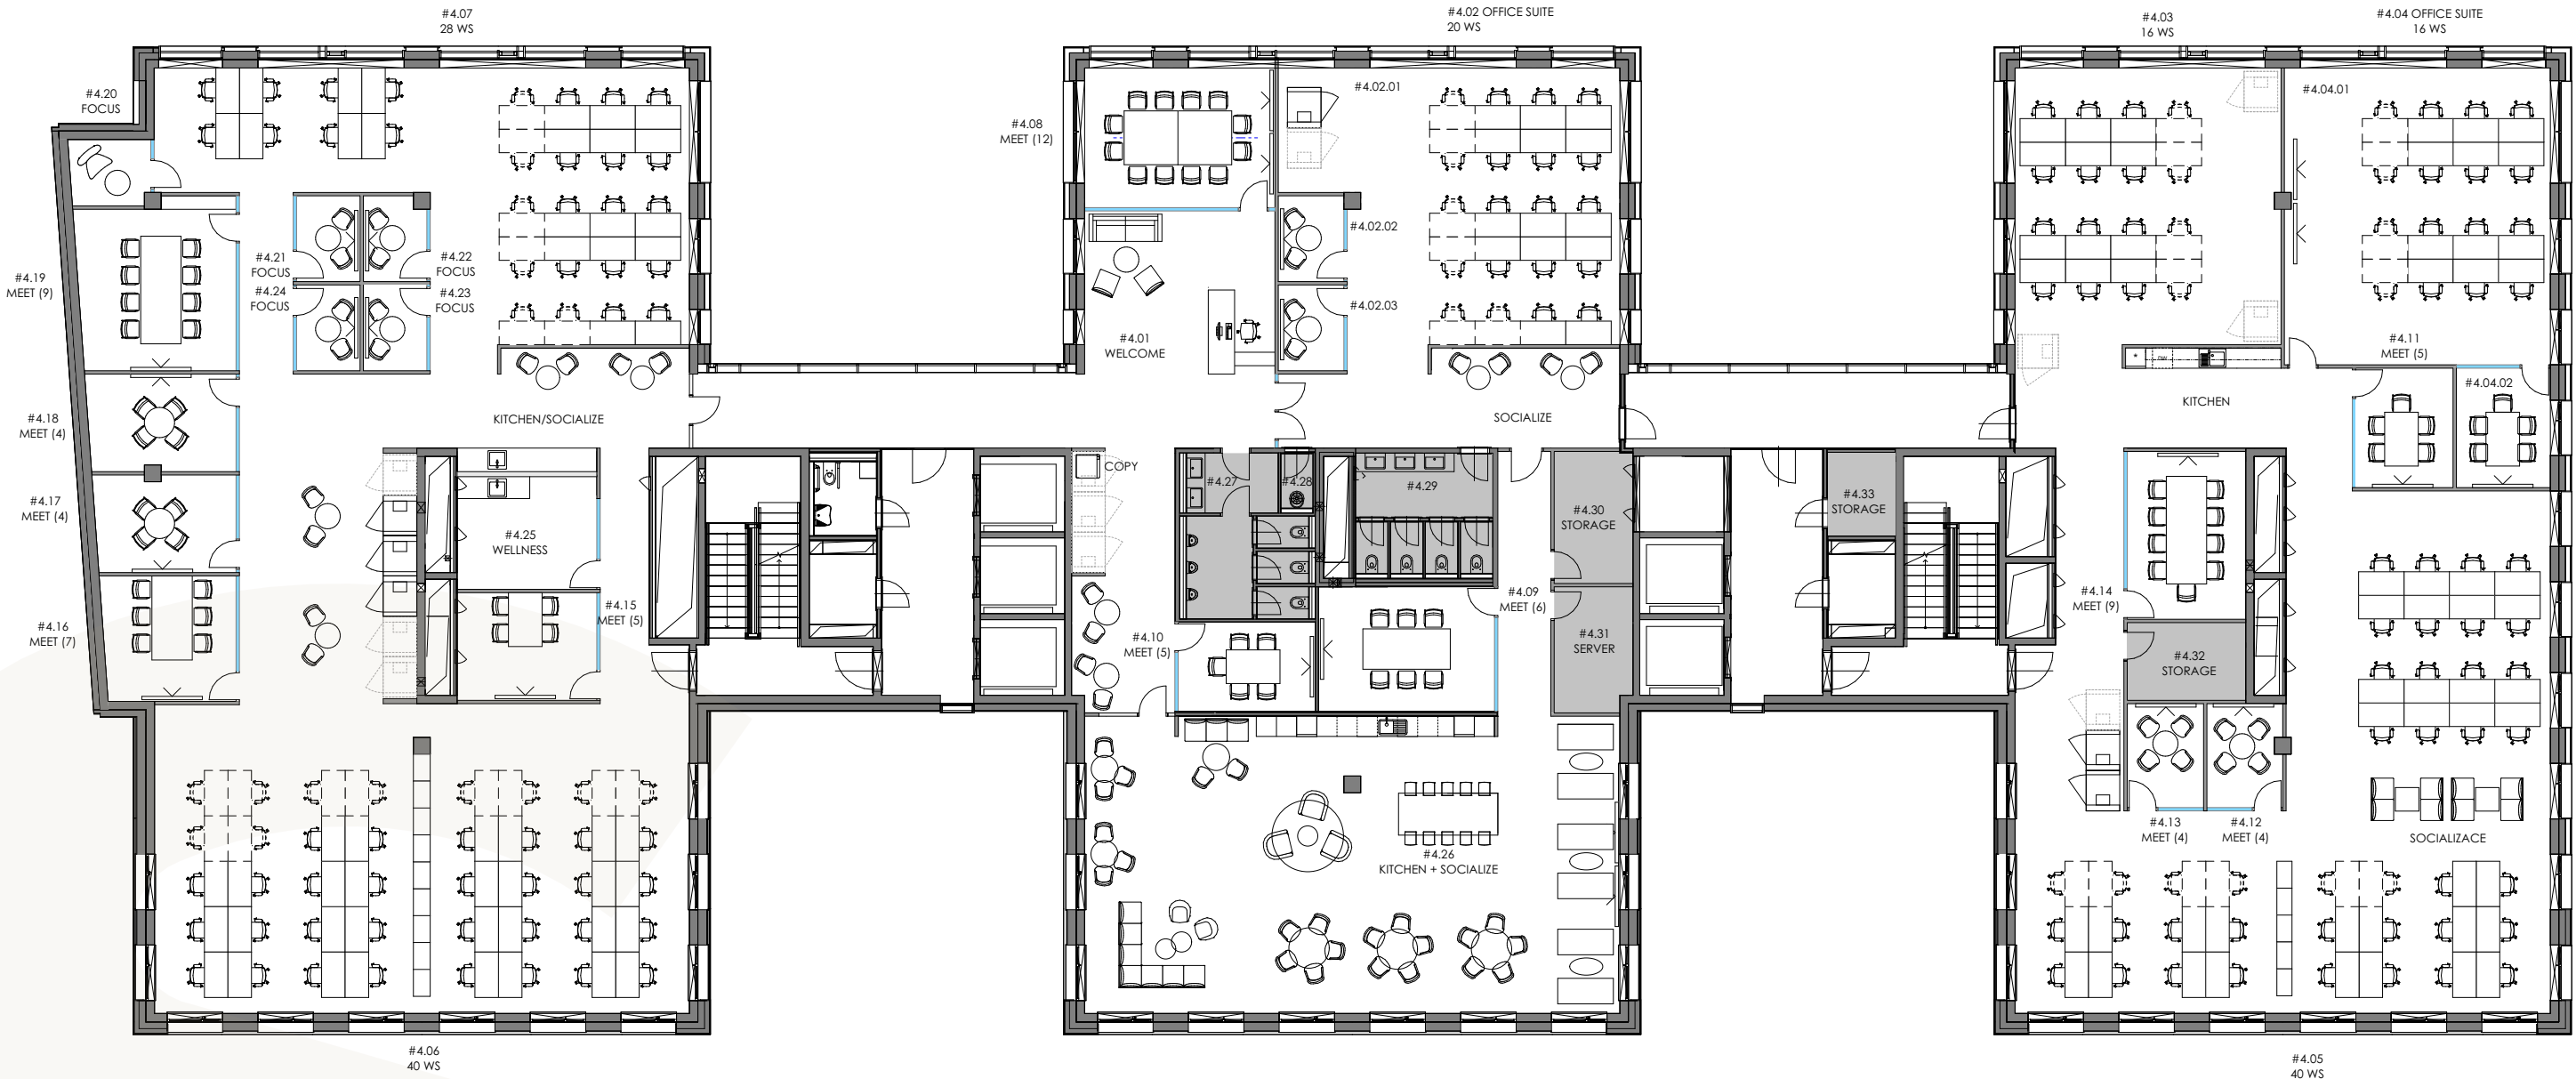 #4.07
28 WS
#4.02 OFFICE SUITE
20 WS
#4.03
16 WS
#4.04 OFFICE SUITE
16 WS
#4.20
FOCUS
#4.08
MEET (12)
#4.02.01
#4.04.01
#4.19
MEET (9)
#4.21
FOCUS
#4.24
FOCUS
#4.22
FOCUS
#4.23
FOCUS
#4.02.02
#4.02.03
#4.01
WELCOME
#4.11
MEET (5)
#4.04.02
#4.18
MEET (4)
KITCHEN/SOCIALIZE
SOCIALIZE
KITCHEN
DW
COPY
#4.27
#4.28
#4.29
#4.17
MEET (4)
#4.25
WELLNESS
#4.30
STORAGE
#4.33
STORAGE
#4.16
MEET (7)
#4.15
MEET (5)
#4.10
MEET (5)
#4.09
MEET (6)
#4.31
SERVER
#4.14
MEET (9)
#4.32
STORAGE
#4.13
MEET (4)
#4.12
MEET (4)
SOCIALIZACE
#4.26
KITCHEN + SOCIALIZE
#4.06
40 WS
#4.05
40 WS